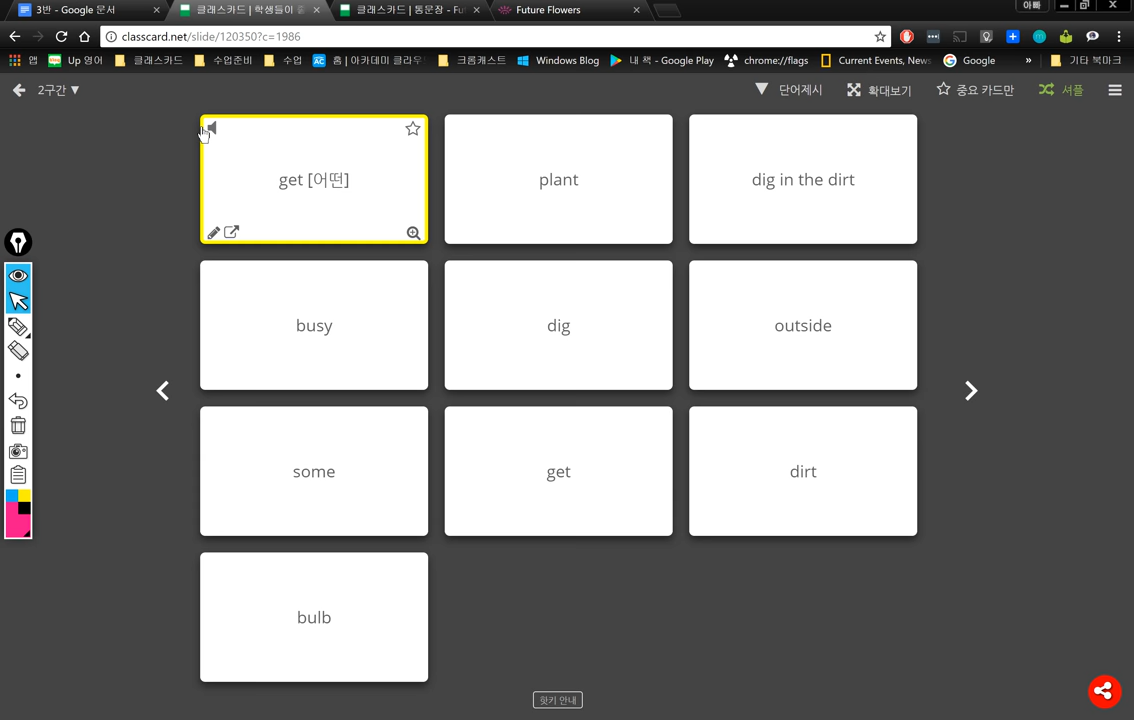 3반 - Google 문서
클래스카드 | 학생들이
클래스카드 | 통문장 - Fu
Future Flowers
아빠
classcard.net/slide/120350?c=1986
앱
Up 영어
클래스카드
수업준비
수업
AC
홈 | 아카데미 클라우
크롬캐스트
Windows Blog
내 책 - Google Play
chrome://flags
Current Events, News
Google
»
기타 북마크
2구간 ▼
▼ 단어제시
확대보기
중요 카드만
셔플
get [어떤]
plant
dig in the dirt
busy
dig
outside
some
get
dirt
bulb
핫키 안내